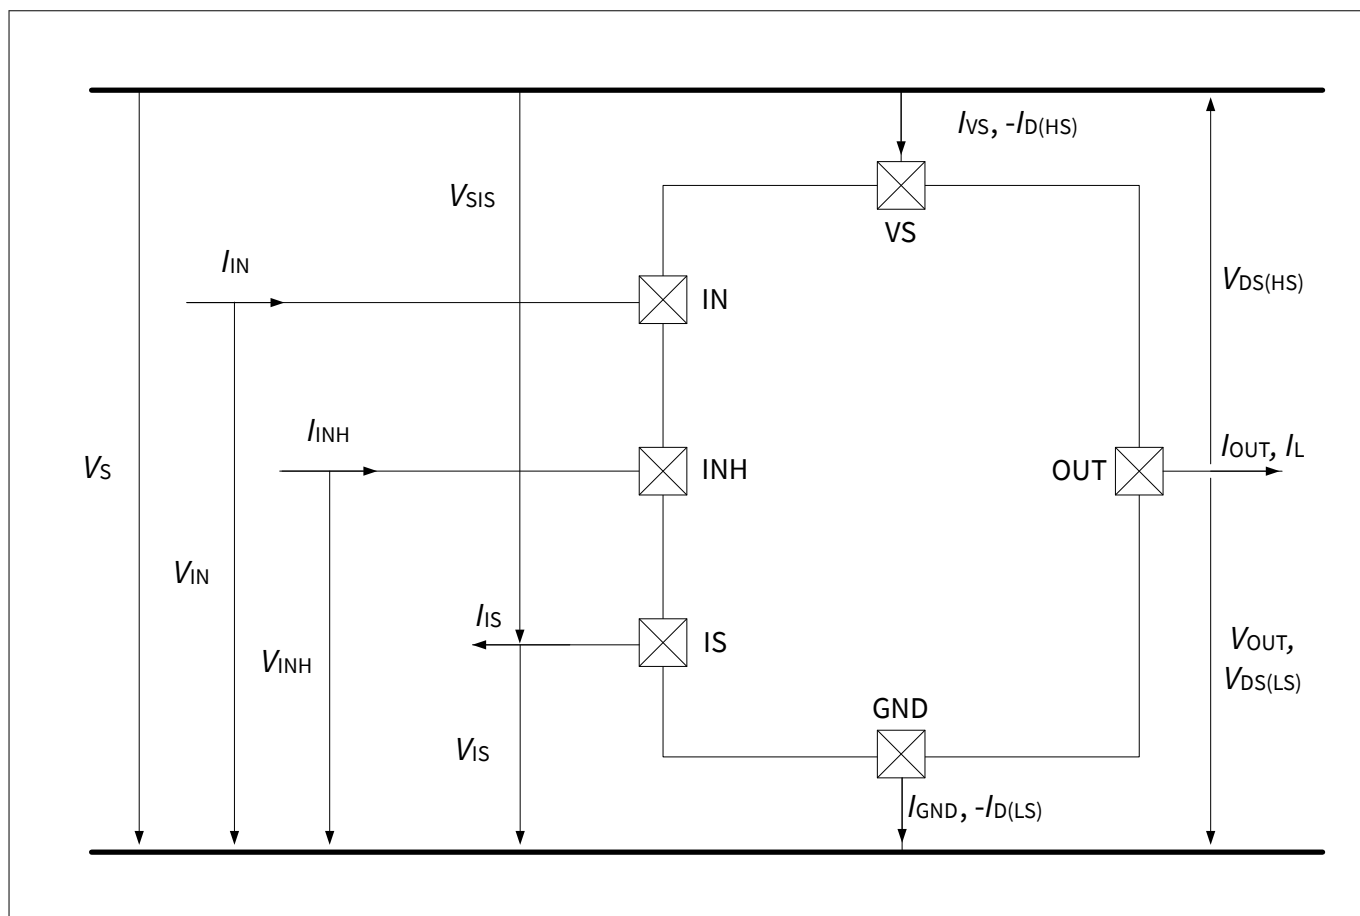 IVS, -ID(HS)
VSIS
VS
IIN
IN
VDS(HS)
IINH
INH
OUT
IOUT, IL
VS
VIN
IIS
IS
VINH
VOUT,
VDS(LS)
GND
VIS
IGND, -ID(LS)